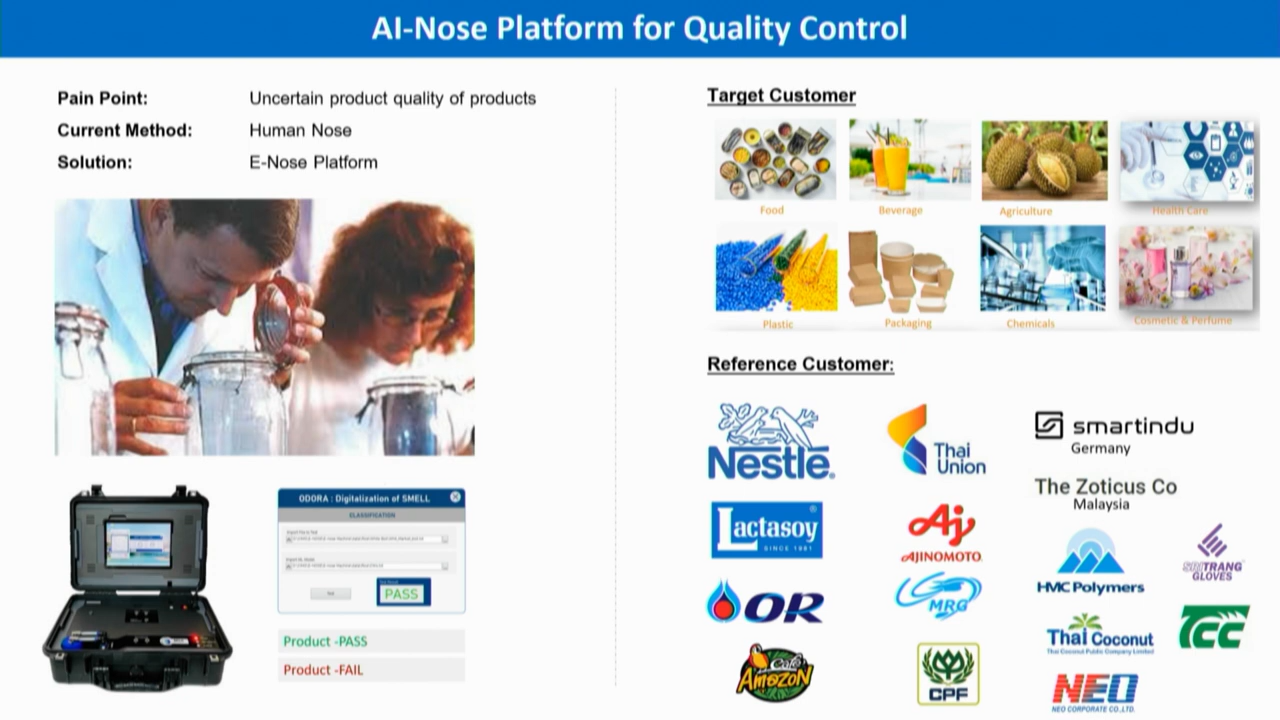 AI-Nose Platform for Quality Control
Pain Point: Uncertain product quality of products
Current Method: Human Nose
Solution: E-Nose Platform
ODORA : Digitalization of SMELL
CLASSIFICATION
PASS
Product -PASS
Product -FAIL
Target Customer
Food Beverage Agriculture Health Care
Plastic Packaging Chemicals Cosmetic & Perfume
Reference Customer:
Nestlé®
Thai
Union
smartindu
Germany
The Zoticus Co
Malaysia
Lactasoy®
SINCE 1981
Aj
AJINOMOTO
HMC Polymers
SRITRANG
GLOVES
OR
MRG
Thai Coconut
Thai Coconut Public Company Limited
TCC
Café
Amazon
CPF
NEO
NEO CORPORATE CO.,LTD.